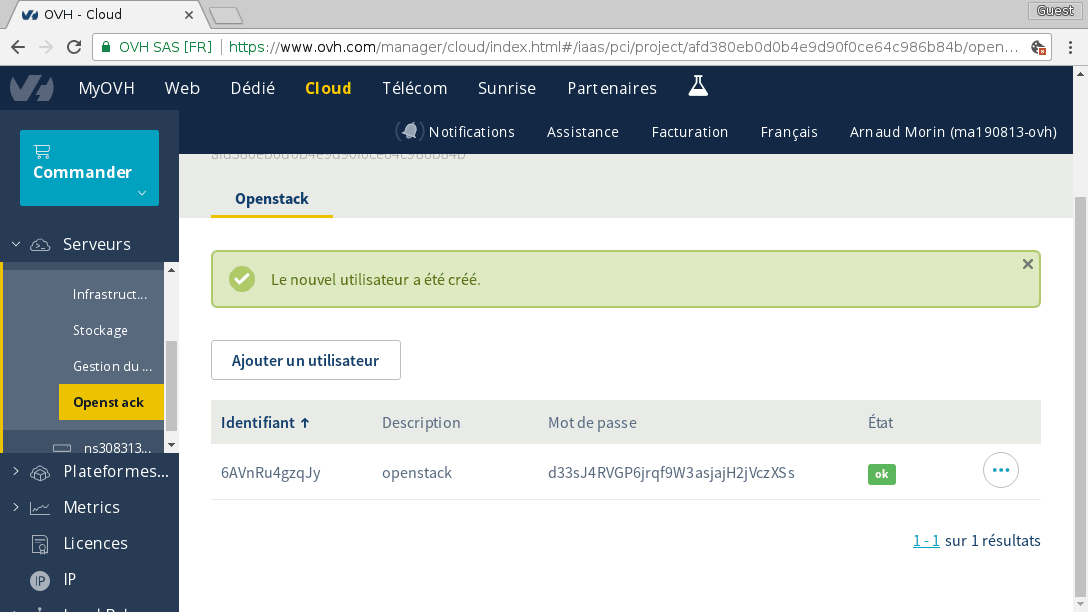 OVH - Cloud
Guest
OVH SAS [FR] https://www.ovh.com/manager/cloud/index.html#/iaas/pci/project/afd380eb0d0b4e9d90f0ce64c986b84b/open...
MyOVH Web Dédié Cloud Télécom Sunrise Partenaires
Notifications Assistance Facturation Français Arnaud Morin (ma190813-ovh)
Commander
afd380eb0d0b4e9d90f0ce64c986b84b
Openstack
Serveurs
Infrastruct...
Stockage
Gestion du ...
Openstack
ns308313...
Plateformes...
Metrics
Licences
IP
Le nouvel utilisateur a été créé.
Ajouter un utilisateur
Identifiant Description Mot de passe État
6AVnRu4gzqJy openstack d33sJ4RVGP6jrqf9W3asjajH2jVczXSs ok
1 - 1 sur 1 résultats